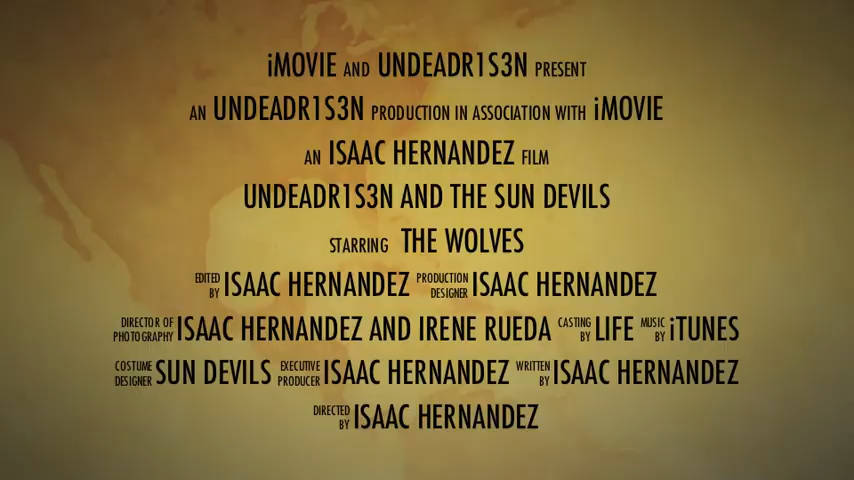 iMOVIE AND UNDEADR1S3N PRESENT
AN UNDEADR1S3N PRODUCTION IN ASSOCIATION WITH iMOVIE
AN ISAAC HERNANDEZ FILM
UNDEADR1S3N AND THE SUN DEVILS
STARRING THE WOLVES
EDITED BY ISAAC HERNANDEZ PRODUCTION DESIGNER ISAAC HERNANDEZ
DIRECTOR OF PHOTOGRAPHY ISAAC HERNANDEZ AND IRENE RUEDA CASTING BY LIFE MUSIC BY iTUNES
COSTUME DESIGNER SUN DEVILS EXECUTIVE PRODUCER ISAAC HERNANDEZ WRITTEN BY ISAAC HERNANDEZ
DIRECTED BY ISAAC HERNANDEZ